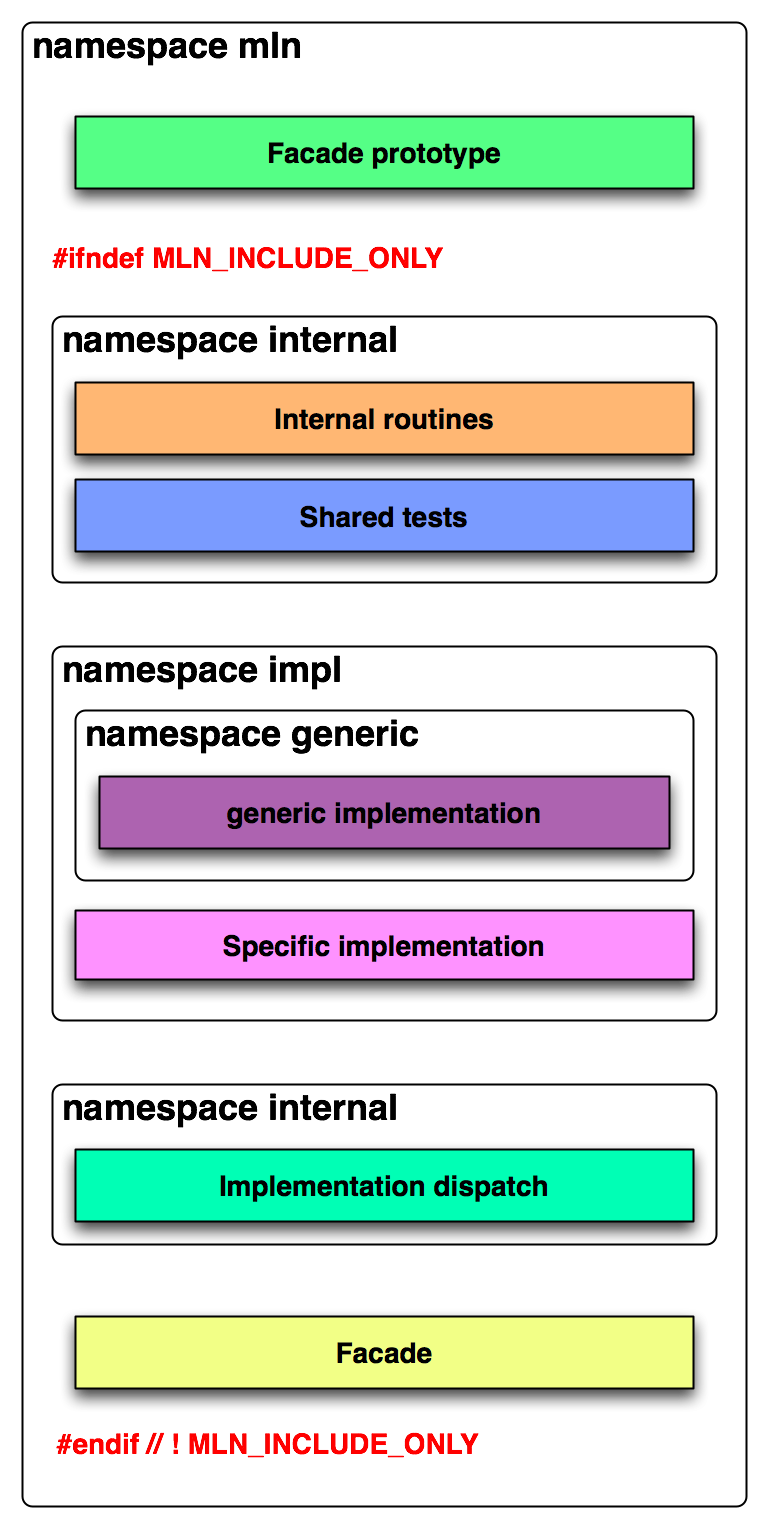 namespace mln
Facade prototype
#ifndef MLN_INCLUDE_ONLY
namespace internal
Internal routines
Shared tests
namespace impl
namespace generic
generic implementation
Specific implementation
namespace internal
Implementation dispatch
Facade
#endif // ! MLN_INCLUDE_ONLY